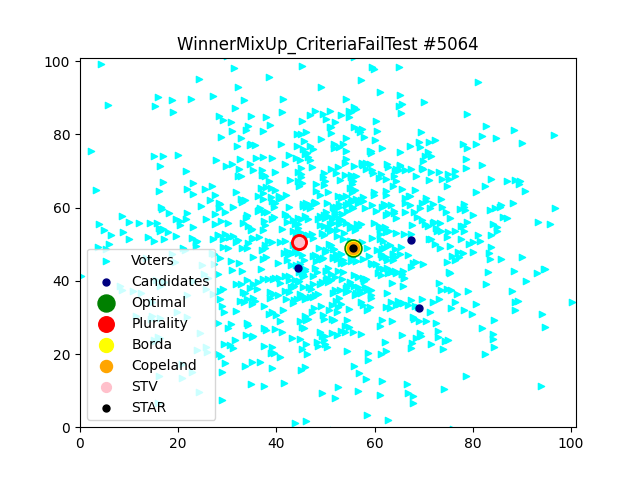 WinnerMixUp_CriteriaFailTest #5064
100
80
60
40
20
0
0
20
40
60
80
100
Voters
Candidates
Optimal
Plurality
Borda
Copeland
STV
STAR